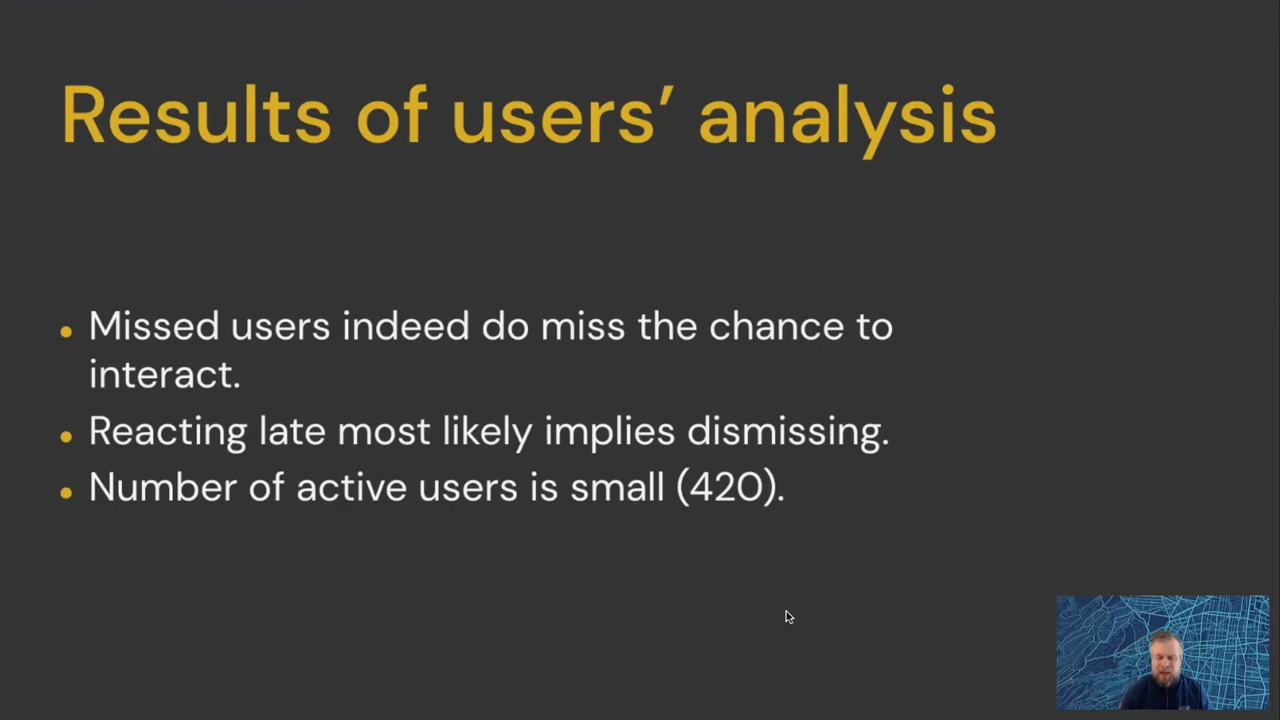 Results of users’ analysis
• Missed users indeed do miss the chance to
interact.
• Reacting late most likely implies dismissing.
• Number of active users is small (420).